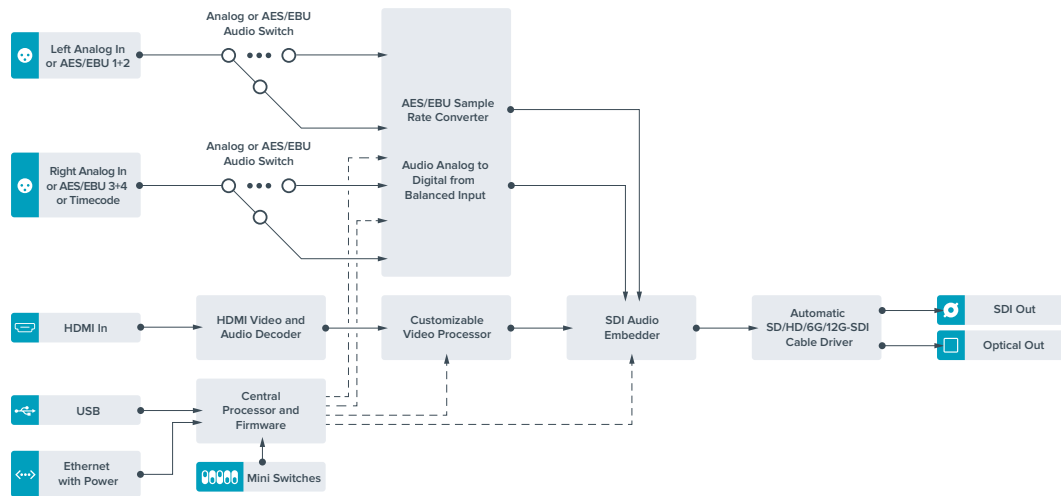 Analog or AES/EBU
Audio Switch
Left Analog In
or AES/EBU 1+2
AES/EBU Sample
Rate Converter
Analog or AES/EBU
Audio Switch
Right Analog In
or AES/EBU 3+4
or Timecode
Audio Analog to
Digital from
Balanced Input
HDMI In
HDMI Video and
Audio Decoder
Customizable
Video Processor
SDI Audio
Embedder
Automatic
SD/HD/6G/12G-SDI
Cable Driver
SDI Out
Optical Out
USB
Central
Processor and
Firmware
Ethernet
with Power
Mini Switches